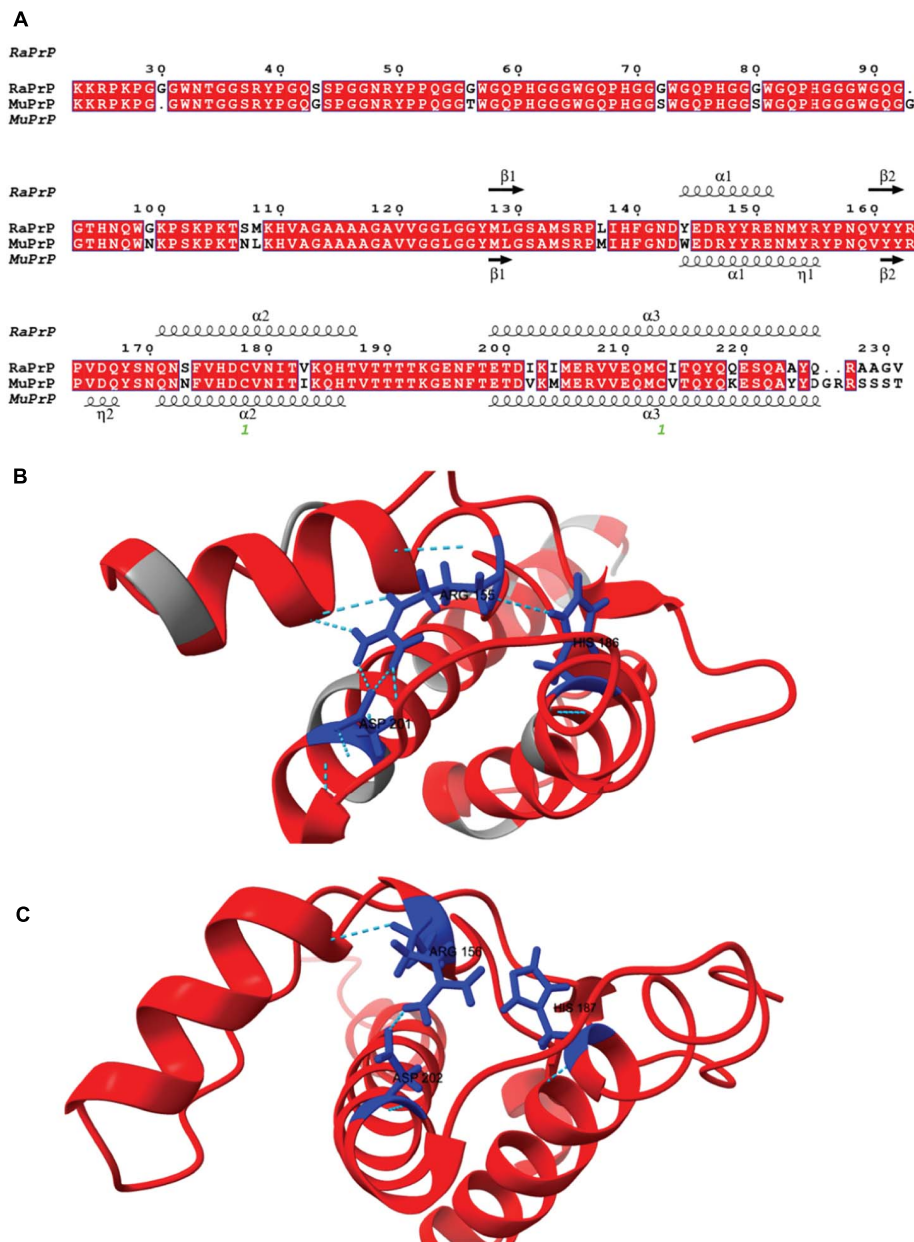 A
RaPrP
30 40 50 60 70 80 90
RaPrP KKRPKPGGGWNTGGSRYPGQSSPGGNRYPPQGGGWGQPHGGGWGQPHGGGWGQPHGGGWGQPHGGGWGQG.
MuPrP KKRPKPG.GWNTGGSRYPGQGSPGGNRYPPQGGTWGQPHGGGWGQPHGGSWGQPHGGSWGQPHGGGWGQGG
MuPrP
β1 α1 β2
RaPrP
100 110 120 130 140 150 160
RaPrP GTHNQWGKPSKPKTSMKHVAGAAAAGAVVGGLGGYMLGSAMSRPLIHFGNDYEDRYYRENMYRYPNQVYYR
MuPrP GTHNQWNKPSKPKTNLKHVAGAAAAGAVVGGLGGYMLGSAMSRPMIHFGNDWEDRYYRENMYRYPNQVYYR
MuPrP
β1 α1 η1 β2
α2 α3
RaPrP
170 180 190 200 210 220 230
RaPrP PVDQYSNQNSFVHDCVNITVKQHTVTTTTKGENFTETDIKIMERVVEQMCITQYQQESQAAYQ..RAAGV
MuPrP PVDQYSNQNNFVHDCVNITIKQHTVTTTTKGENFTETDVKMMERVVEQMCVTQYQKESQAYYDGRRSSST
MuPrP
η2 α2 α3
1 1
B
ARG 155
HIS 186
ASP 201
C
ARG 156
HIS 187
ASP 202